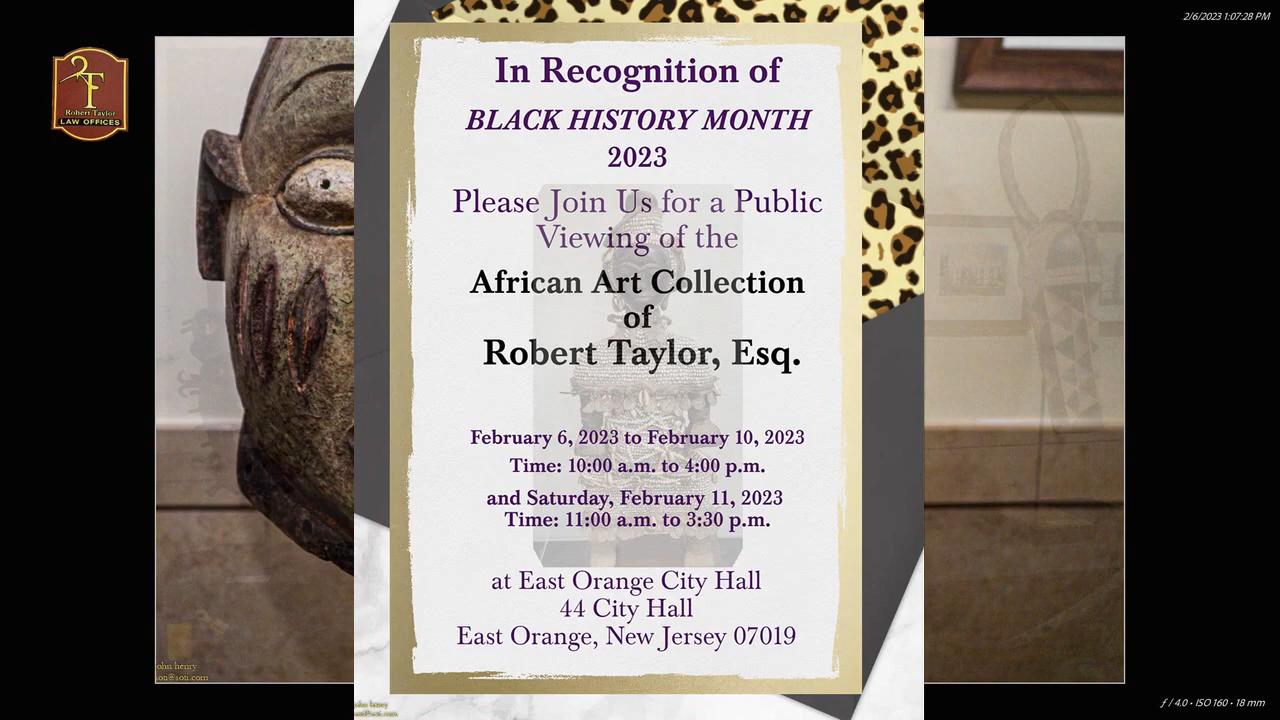 2/6/2023 1:07:28 PM
Robert Taylor
LAW OFFICES
In Recognition of
BLACK HISTORY MONTH
2023
Please Join Us for a Public
Viewing of the
African Art Collection
of
Robert Taylor, Esq.
February 6, 2023 to February 10, 2023
Time: 10:00 a.m. to 4:00 p.m.
and Saturday, February 11, 2023
Time: 11:00 a.m. to 3:30 p.m.
at East Orange City Hall
44 City Hall
East Orange, New Jersey 07019
john henry
ƒ / 4.0 • ISO 160 • 18 mm